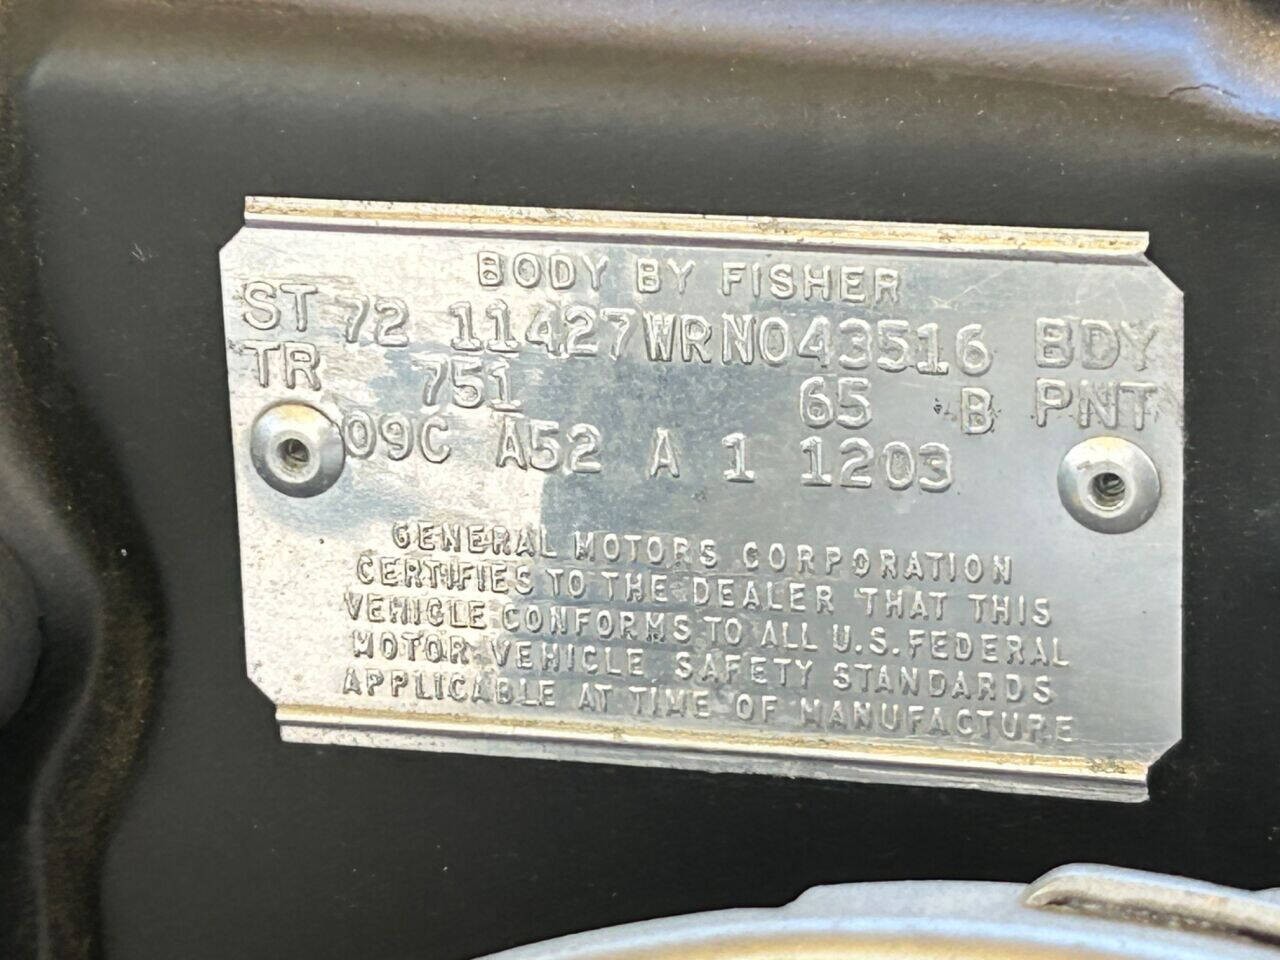 BODY BY FISHER
ST 72 11427WRN043516 BDY
TR 751 65 B PNT
09C A52 A 1 1203
GENERAL MOTORS CORPORATION
CERTIFIES TO THE DEALER THAT THIS
VEHICLE CONFORMS TO ALL U.S. FEDERAL
MOTOR VEHICLE SAFETY STANDARDS
APPLICABLE AT TIME OF MANUFACTURE